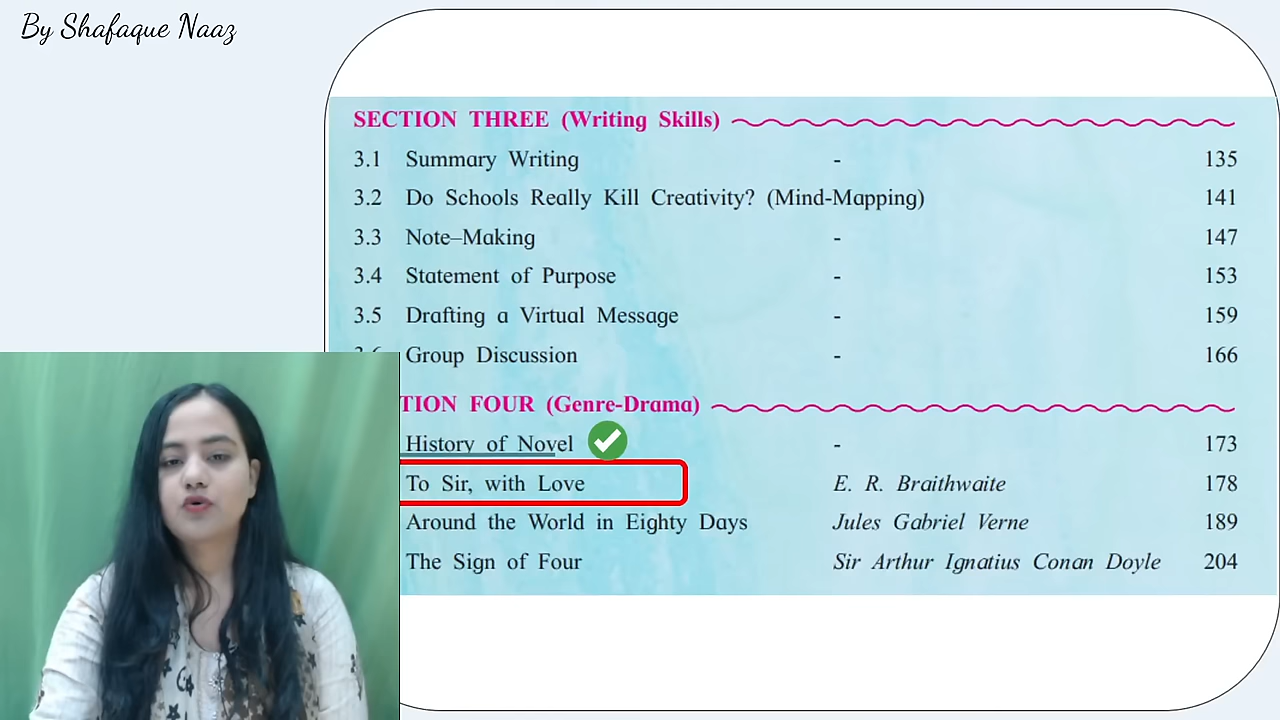 By Shafaque Naaz
SECTION THREE (Writing Skills)
3.1 Summary Writing - 135
3.2 Do Schools Really Kill Creativity? (Mind-Mapping) 141
3.3 Note–Making - 147
3.4 Statement of Purpose - 153
3.5 Drafting a Virtual Message - 159
Group Discussion - 166
TION FOUR (Genre-Drama)
History of Novel - 173
To Sir, with Love E. R. Braithwaite 178
Around the World in Eighty Days Jules Gabriel Verne 189
The Sign of Four Sir Arthur Ignatius Conan Doyle 204